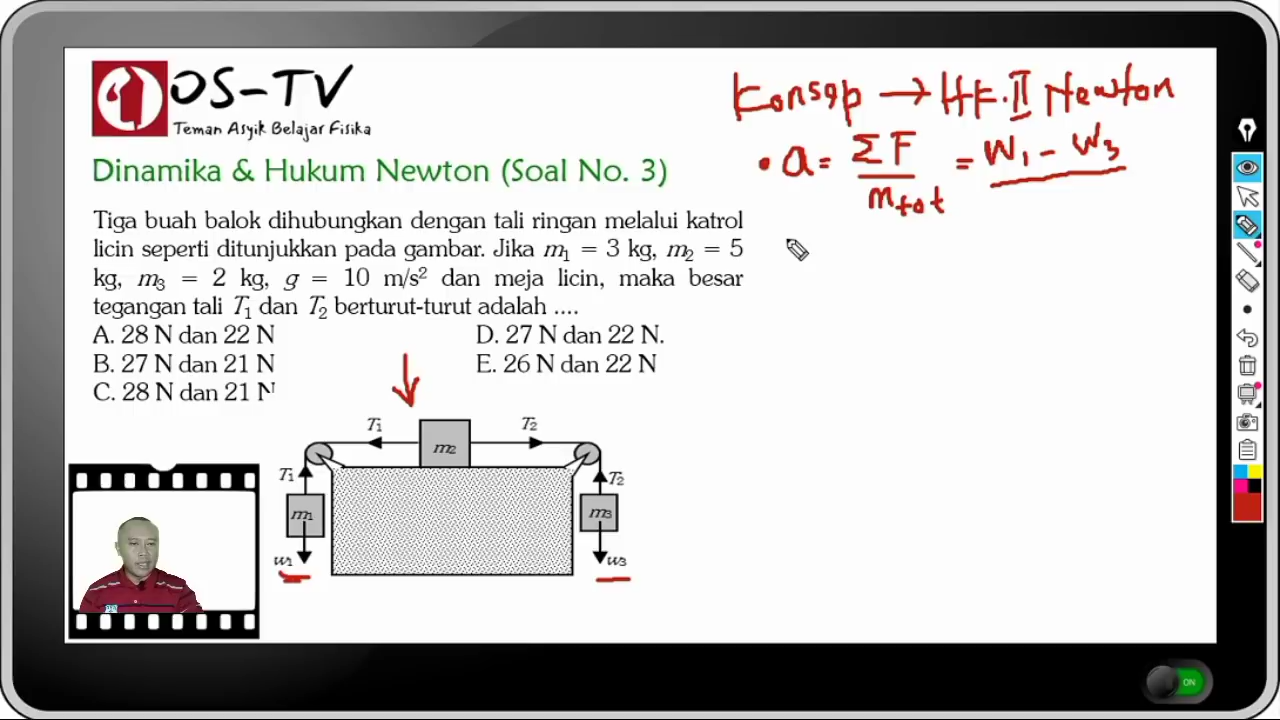 OS-TV
Teman Asyik Belajar Fisika
Dinamika & Hukum Newton (Soal No. 3)
Tiga buah balok dihubungkan dengan tali ringan melalui katrol
licin seperti ditunjukkan pada gambar. Jika m₁ = 3 kg, m₂ = 5
kg, m₃ = 2 kg, g = 10 m/s² dan meja licin, maka besar
tegangan tali T₁ dan T₂ berturut-turut adalah ....
A. 28 N dan 22 N
D. 27 N dan 22 N.
B. 27 N dan 21 N
E. 26 N dan 22 N
C. 28 N dan 21 N
Konsep → HK. II Newton
• a = ΣF / m tot = W₁ - W₃
T₁
T₂
m₂
T₁
T₂
m₁
m₃
w₁
w₃
ON